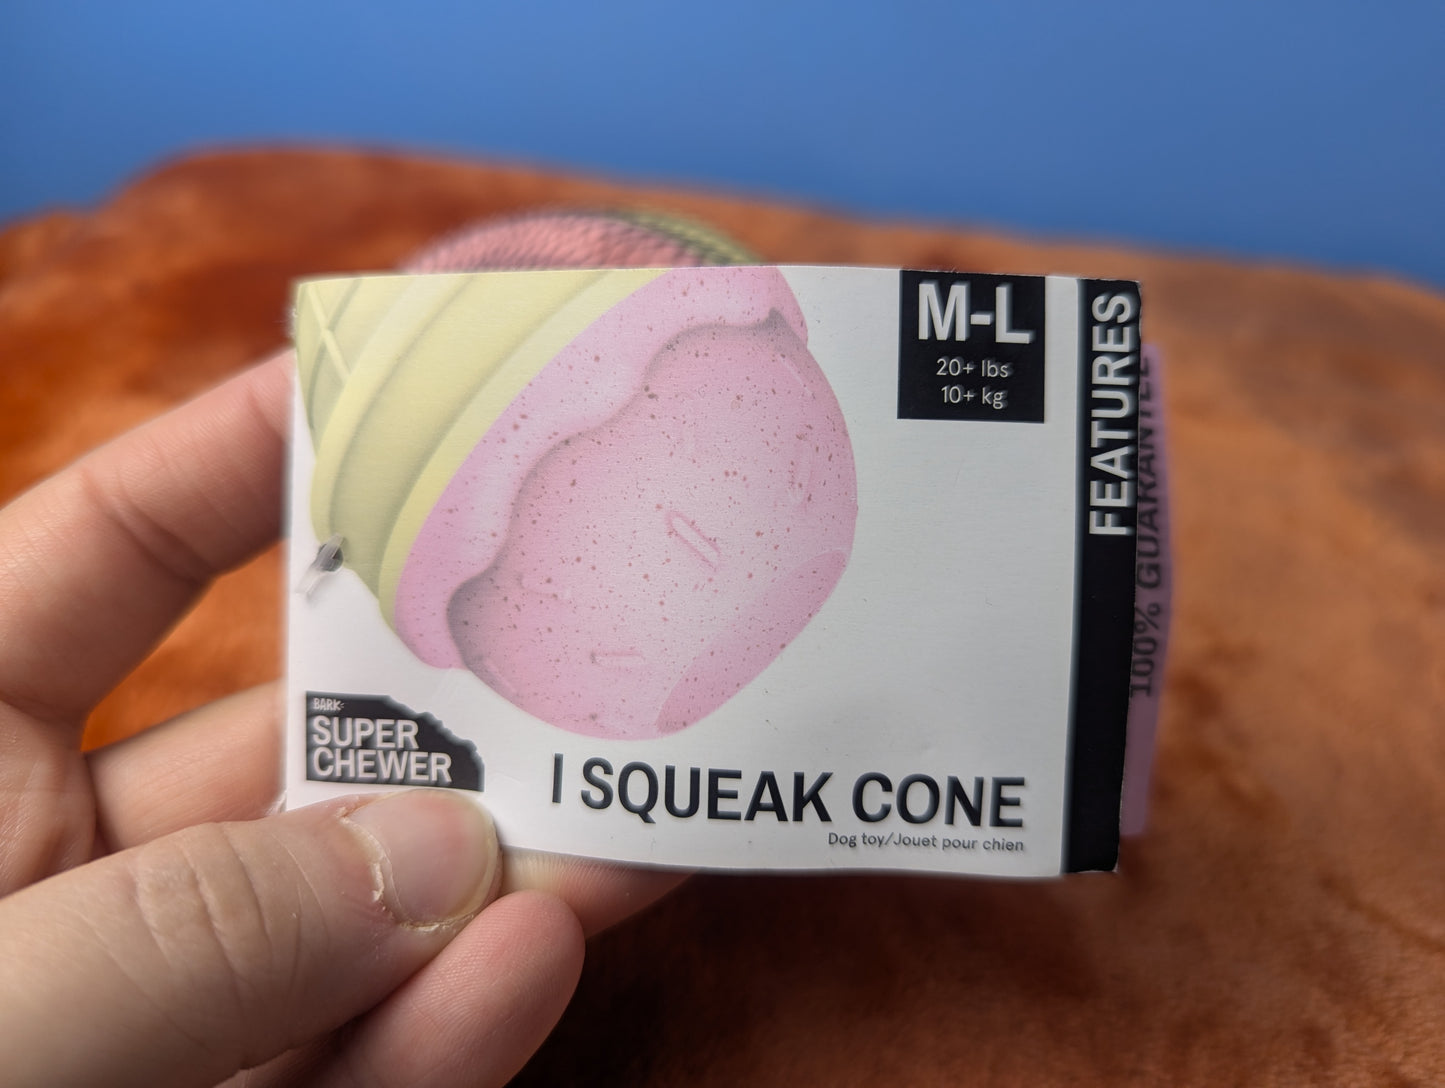 M-L
20+ lbs
10+ kg
FEATURES
100% GUARANTEE
BARK
SUPER
CHEWER
I SQUEAK CONE
Dog toy/Jouet pour chien